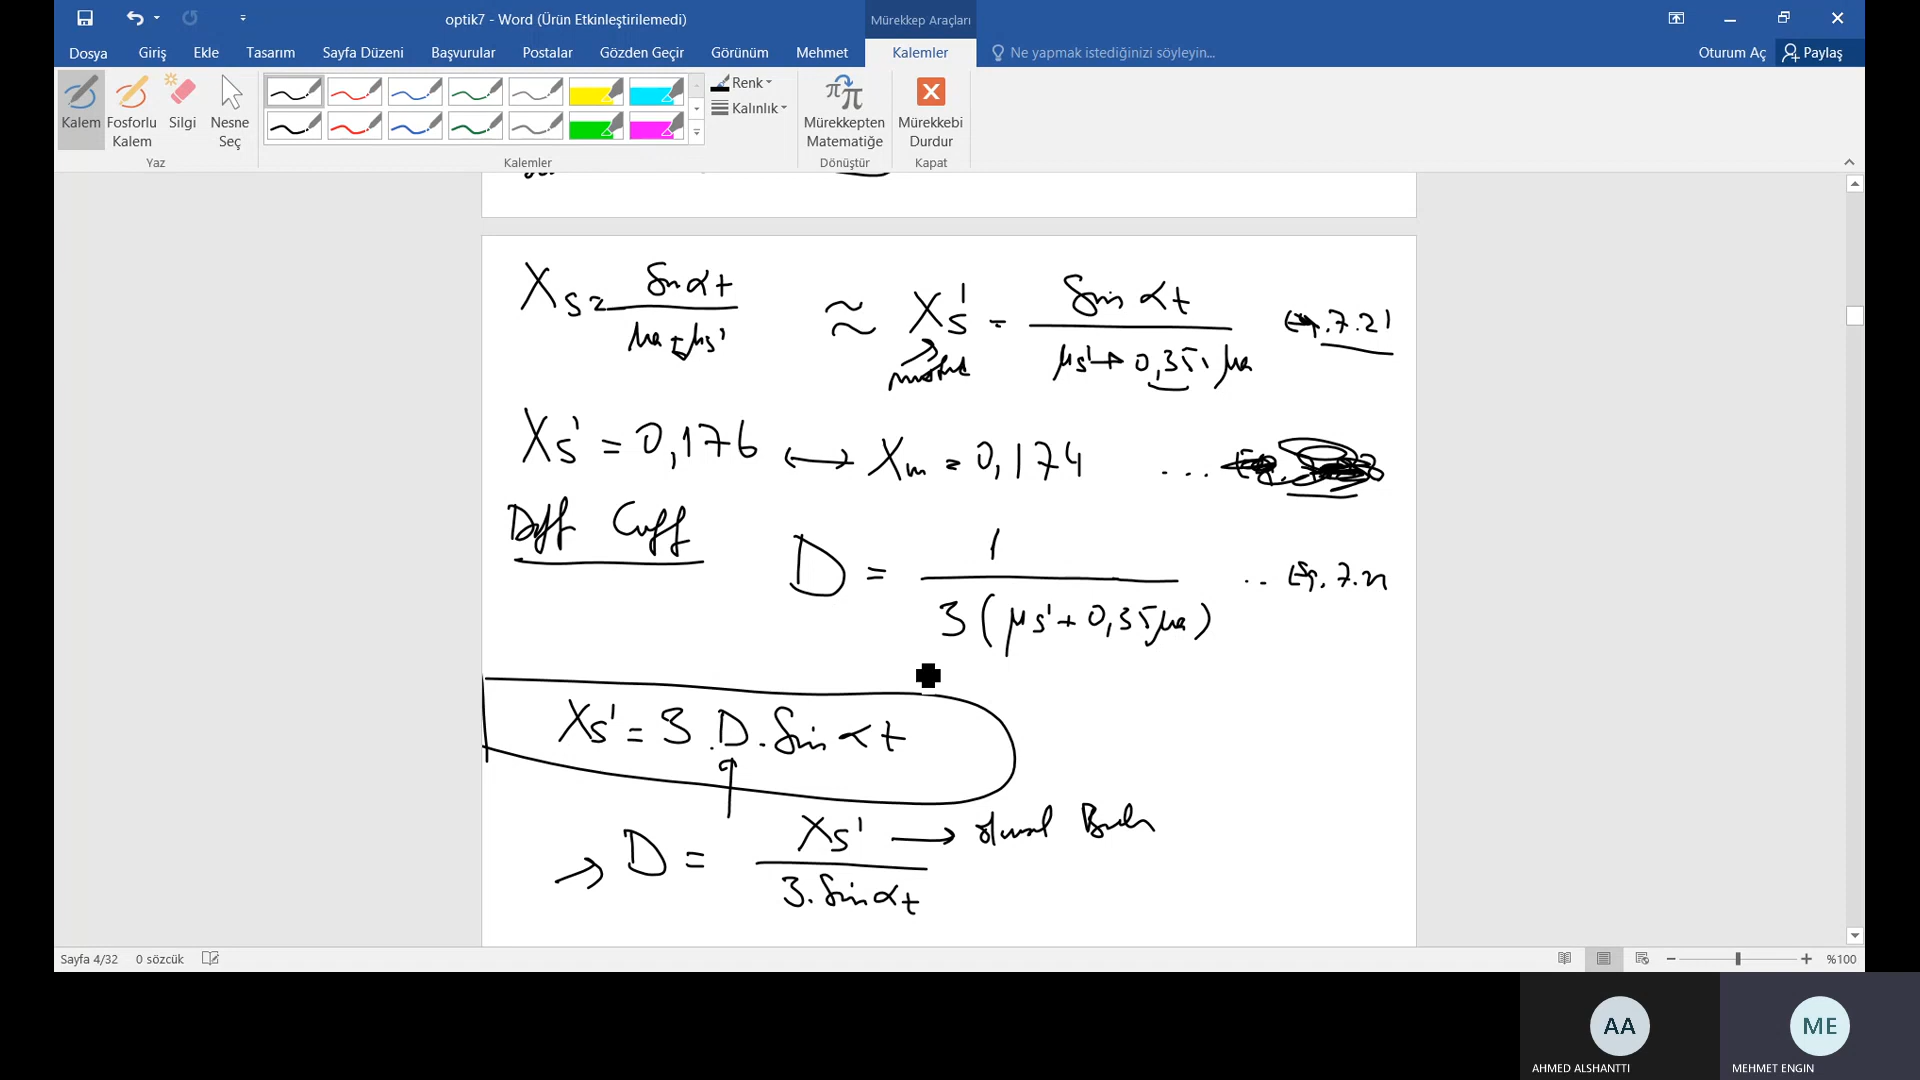 optik7 - Word (Ürün Etkinleştirilemedi)
Mürekkep Araçları
Dosya Giriş Ekle Tasarım Sayfa Düzeni Başvurular Postalar Gözden Geçir Görünüm Mehmet Kalemler Ne yapmak istediğinizi söyleyin... Oturum Aç Paylaş
Kalem Fosforlu Kalem Silgi Nesne Seç
Renk
Kalınlık
Mürekkepten Matematiğe
Mürekkebi Durdur
Yaz Kalemler Dönüştür Kapat
Xs = Sin αt / μa + μs' ≈ Xs' = Sin αt / μs' + 0,35 μa Eq.7.21
Xs' = 0,176 ↔ Xm = 0,174 ...
Diff Coeff
D = 1 / 3(μs' + 0,35μa) .. Eq.7.22
Xs' = 3.D.Sin αt
→ D = Xs' / 3.Sin αt →
Sayfa 4/32 0 sözcük %100
AA ME
AHMED ALSHANTTI MEHMET ENGIN